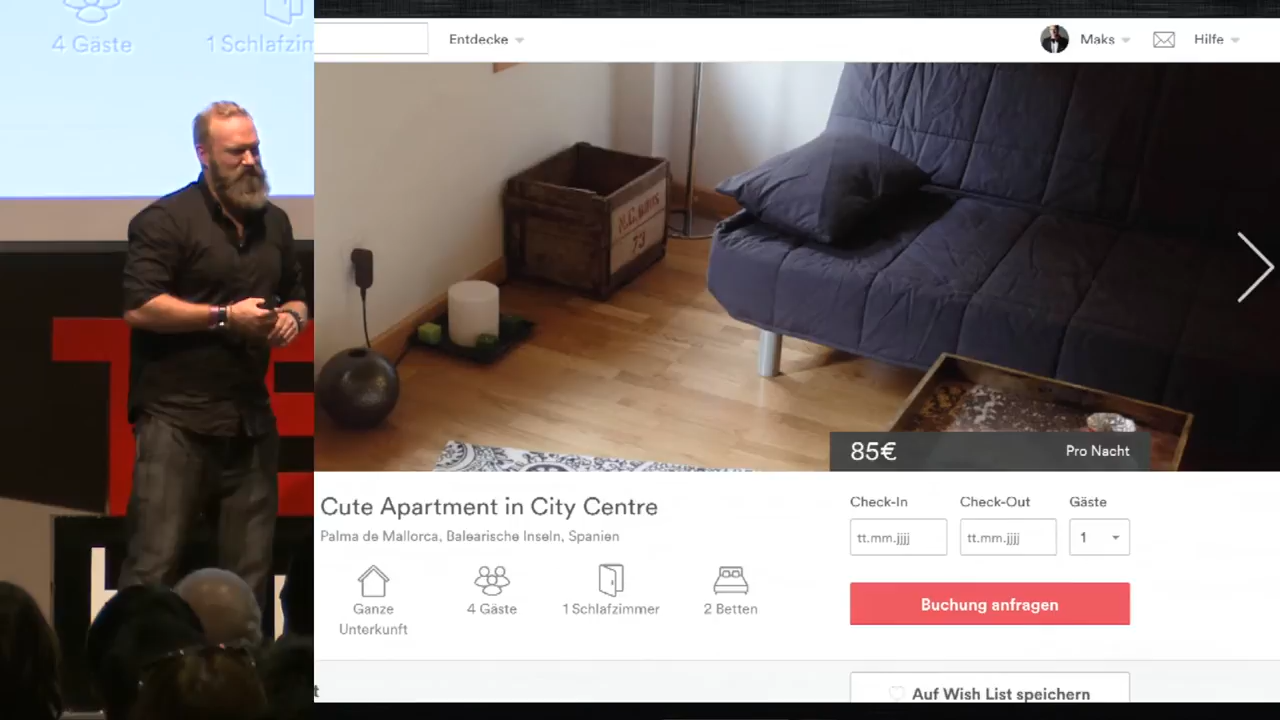 4 Gäste
Entdecke
Maks
Hilfe
73
85€
Pro Nacht
Cute Apartment in City Centre
Palma de Mallorca, Balearische Inseln, Spanien
Ganze
Unterkunft
4 Gäste
1 Schlafzimmer
2 Betten
Check-In
Check-Out
Gäste
tt.mm.jjjj
tt.mm.jjjj
1
Buchung anfragen
Auf Wish List speichern